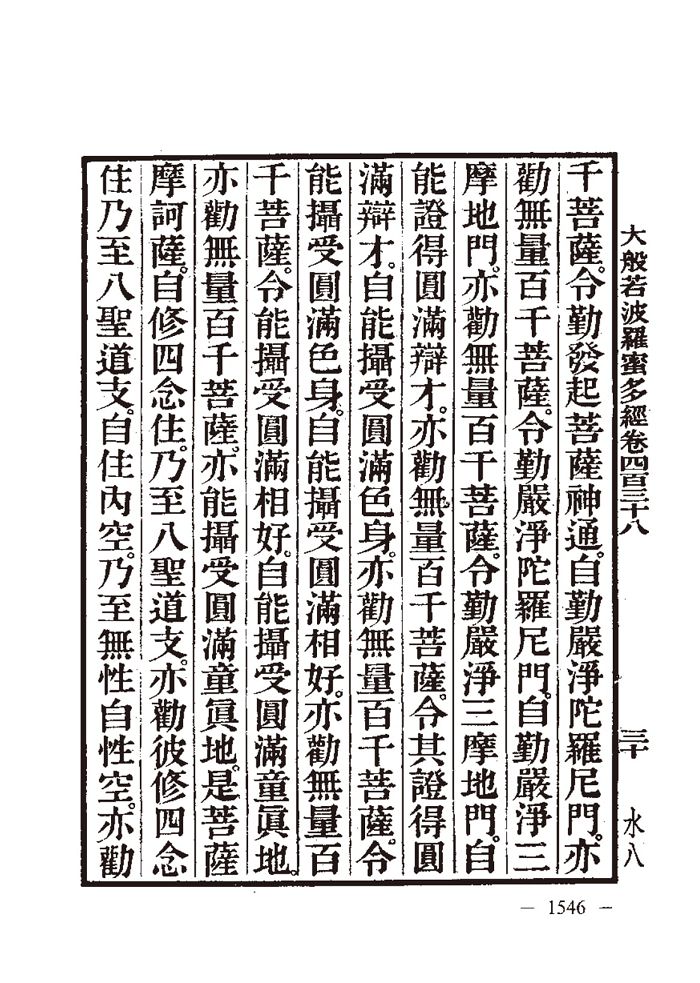 大般若波羅蜜多經卷四百三十八　三十　水八
千菩薩。令勤發起菩薩神通。自勤嚴淨陀羅尼門。亦
勸無量百千菩薩。令勤嚴淨陀羅尼門。自勤嚴淨三
摩地門。亦勸無量百千菩薩。令勤嚴淨三摩地門。自
能證得圓滿辯才。亦勸無量百千菩薩。令其證得圓
滿辯才。自能攝受圓滿色身。亦勸無量百千菩薩。令
能攝受圓滿色身。自能攝受圓滿相好。亦勸無量百
千菩薩。令能攝受圓滿相好。自能攝受圓滿童眞地。
亦勸無量百千菩薩。亦能攝受圓滿童眞地。是菩薩
摩訶薩。自修四念住。乃至八聖道支。亦勸彼修四念
住乃至八聖道支。自住內空。乃至無性自性空。亦勸
— 1546 —